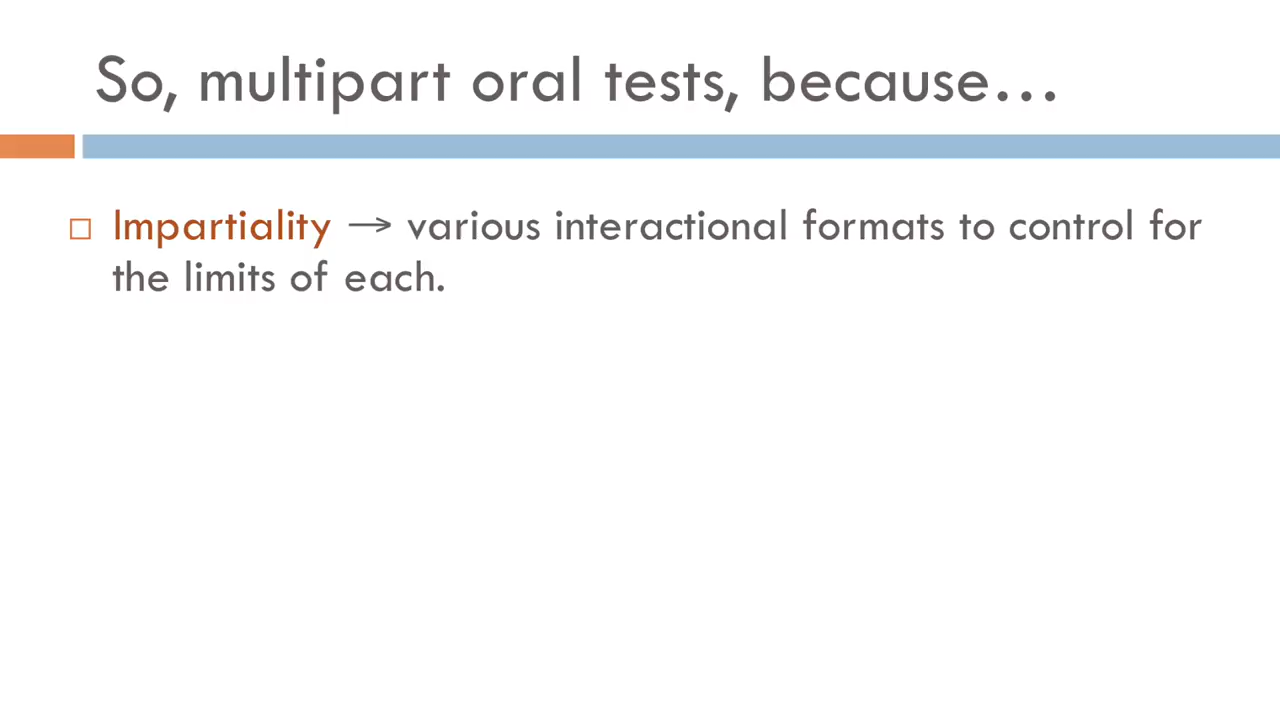 So, multipart oral tests, because…
Impartiality → various interactional formats to control for
the limits of each.